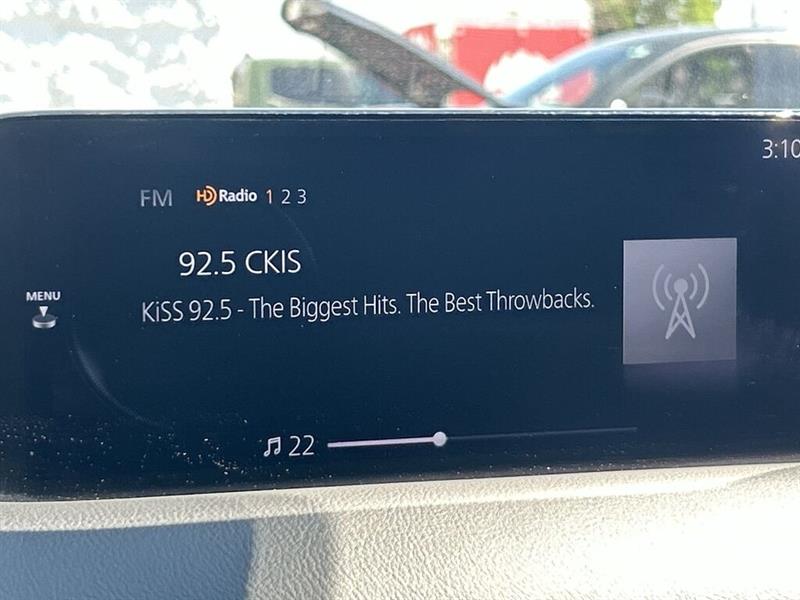 3:10
FM HD Radio 1 2 3
92.5 CKIS
MENU
KiSS 92.5 - The Biggest Hits. The Best Throwbacks.
22